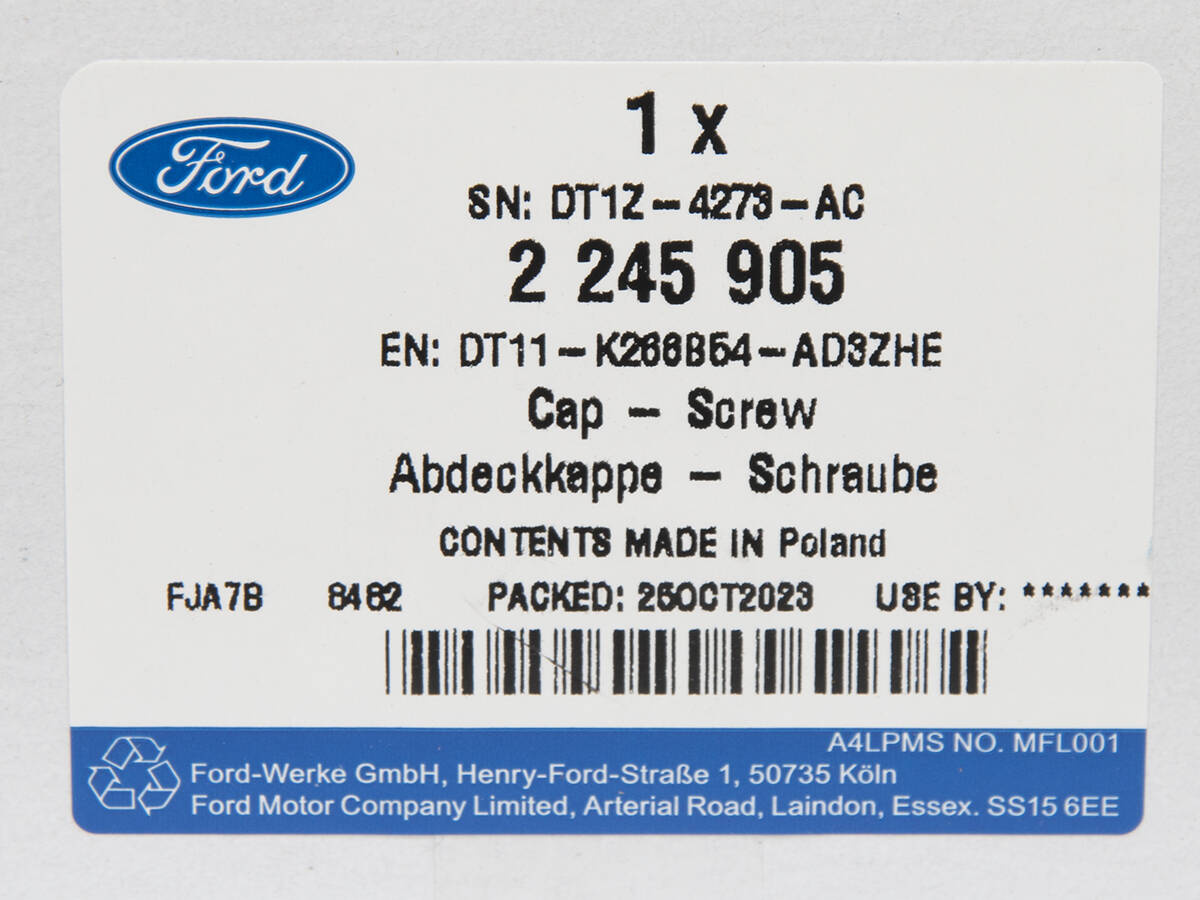 Ford
1 x
SN: DT1Z-4273-AC
2 245 905
EN: DT11-K266B54-AD3ZHE
Cap - Screw
Abdeckkappe - Schraube
CONTENTS MADE IN Poland
FJA7B 8462 PACKED: 25OCT2023 USE BY: *******
A4LPMS NO. MFL001
Ford-Werke GmbH, Henry-Ford-Straße 1, 50735 Köln
Ford Motor Company Limited, Arterial Road, Laindon, Essex. SS15 6EE